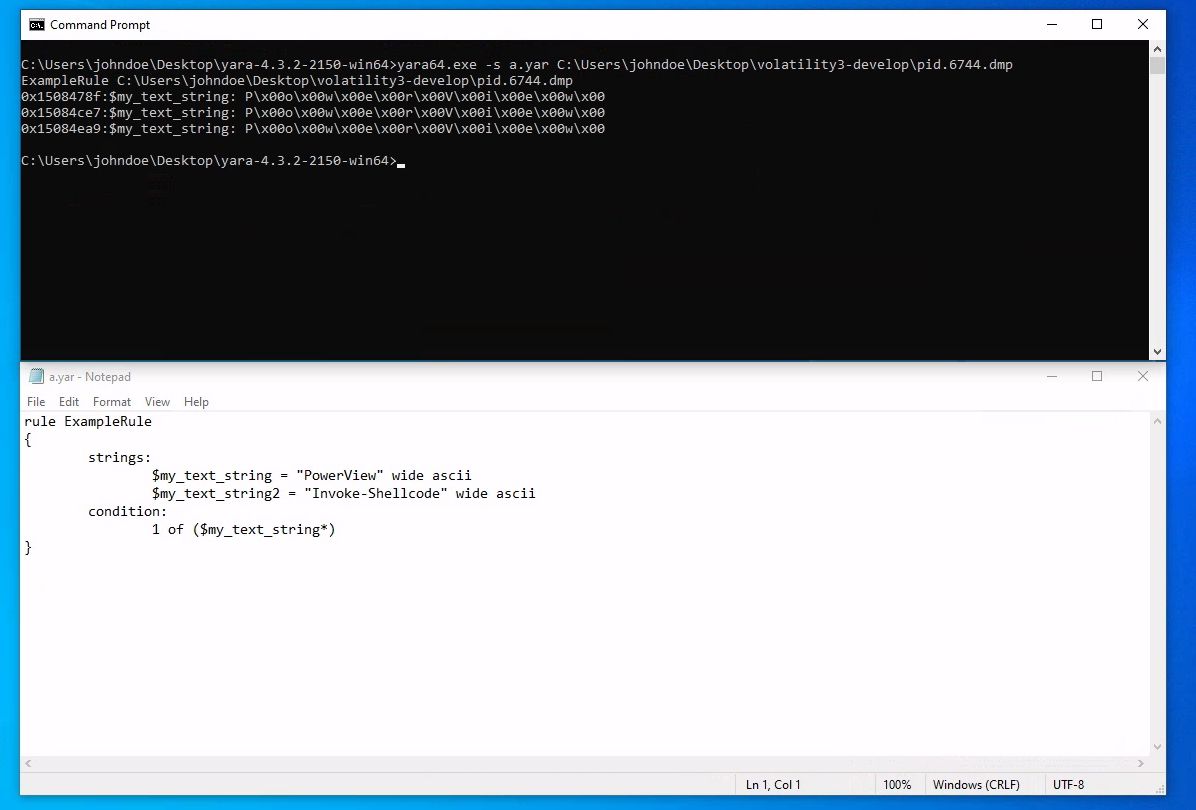 Command Prompt
C:\Users\johndoe\Desktop\yara-4.3.2-2150-win64>yara64.exe -s a.yar C:\Users\johndoe\Desktop\volatility3-develop\pid.6744.dmp
ExampleRule C:\Users\johndoe\Desktop\volatility3-develop\pid.6744.dmp
0x1508478f:$my_text_string: P\x00o\x00w\x00e\x00r\x00V\x00i\x00e\x00w\x00
0x15084ce7:$my_text_string: P\x00o\x00w\x00e\x00r\x00V\x00i\x00e\x00w\x00
0x15084ea9:$my_text_string: P\x00o\x00w\x00e\x00r\x00V\x00i\x00e\x00w\x00
C:\Users\johndoe\Desktop\yara-4.3.2-2150-win64>
a.yar - Notepad
File Edit Format View Help
rule ExampleRule
{
strings:
$my_text_string = "PowerView" wide ascii
$my_text_string2 = "Invoke-Shellcode" wide ascii
condition:
1 of ($my_text_string*)
}
Ln 1, Col 1 100% Windows (CRLF) UTF-8